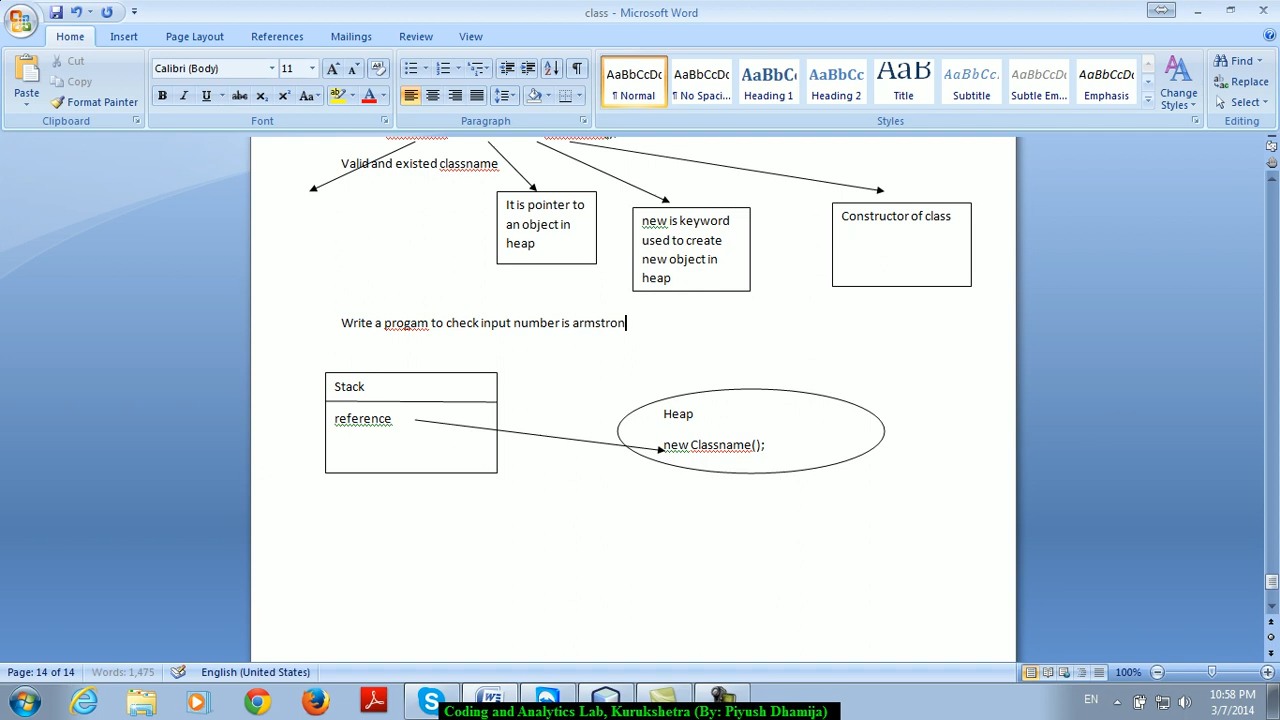 class - Microsoft Word
Home Insert Page Layout References Mailings Review View
Paste
Cut
Copy
Format Painter
Clipboard
Calibri (Body) 11
Font
Paragraph
AaBbCcDc AaBbCcDc AaBbCc AaBbCc AaB AaBbCc. AaBbCcDc AaBbCcDc
¶ Normal ¶ No Spaci... Heading 1 Heading 2 Title Subtitle Subtle Em... Emphasis
Change Styles
Styles
Find
Replace
Select
Editing
Valid and existed classname
It is pointer to
an object in
heap
new is keyword
used to create
new object in
heap
Constructor of class
Write a progam to check input number is armstron
Stack
reference
Heap
new Classname();
Page: 14 of 14 Words: 1,475 English (United States) 100%
EN 10:58 PM
3/7/2014
Coding and Analytics Lab, Kurukshetra (By: Piyush Dhamija)